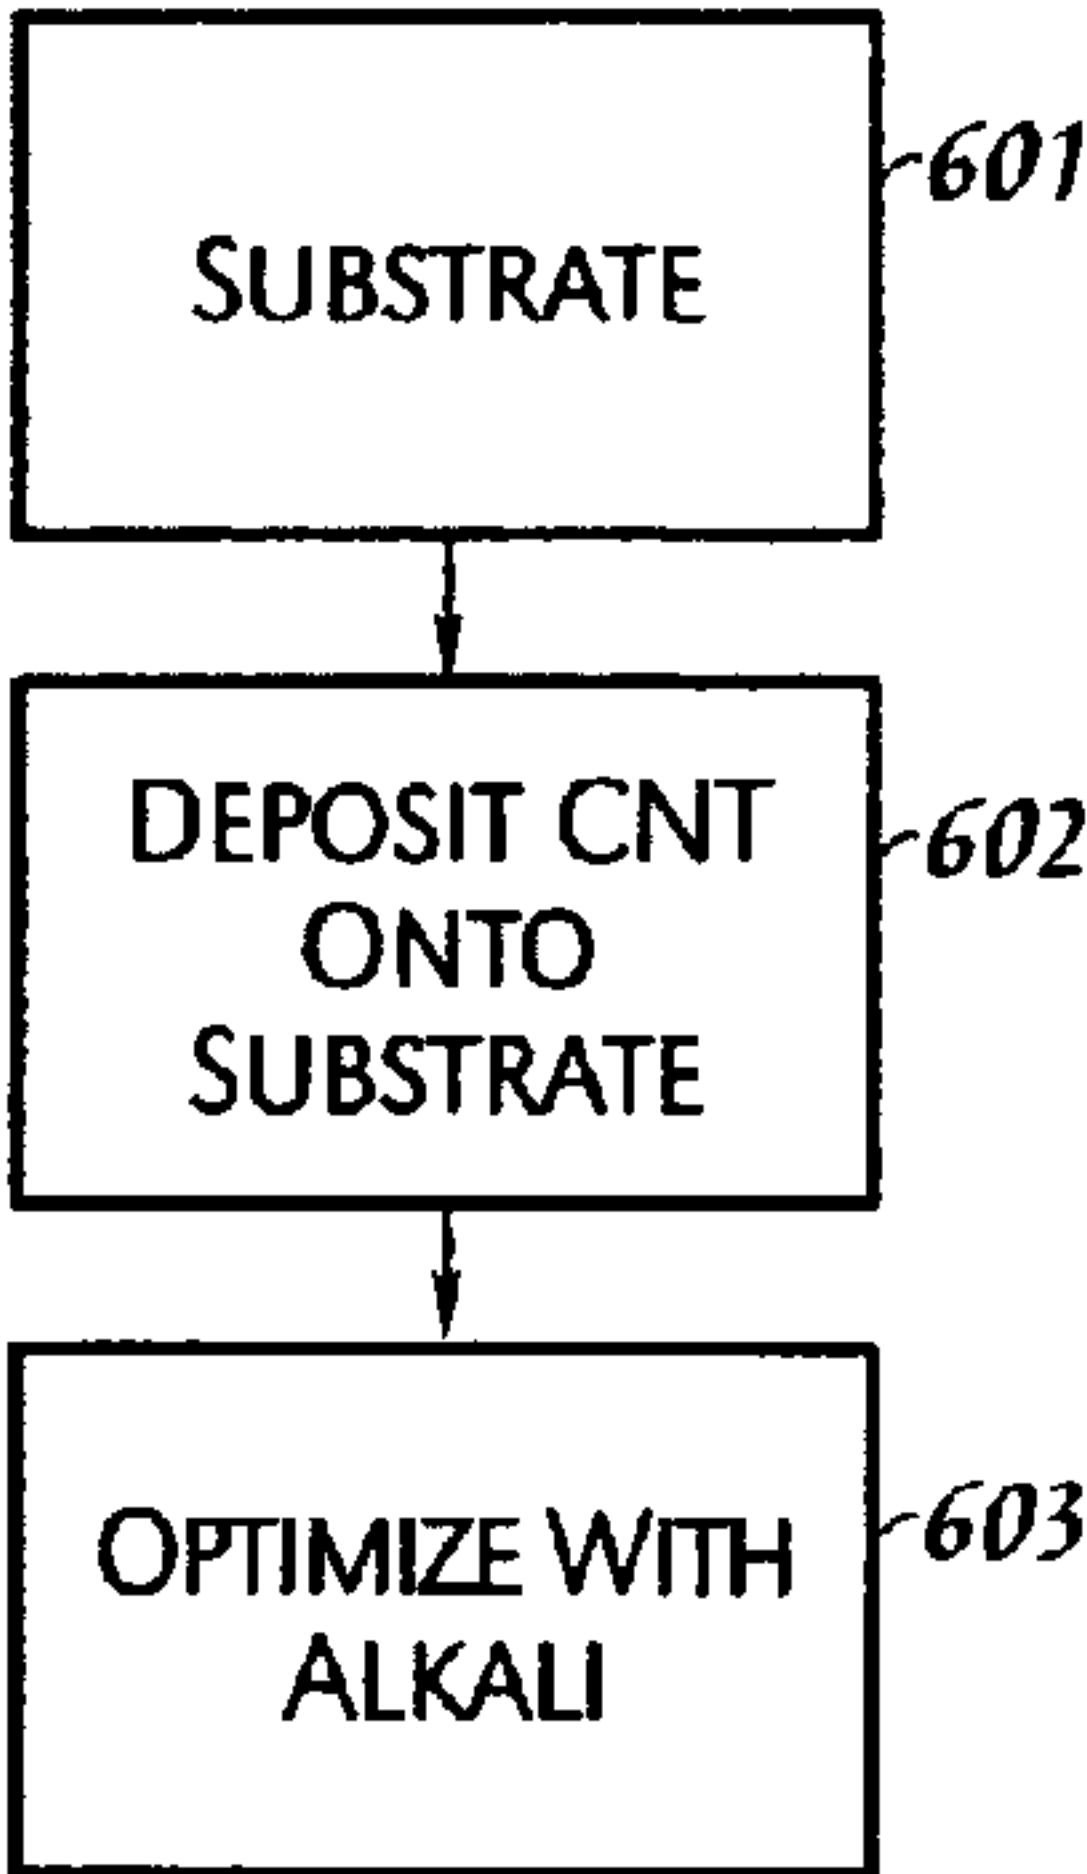 SUBSTRATE
601
DEPOSIT CNT
ONTO
SUBSTRATE
602
OPTIMIZE WITH
ALKALI
603